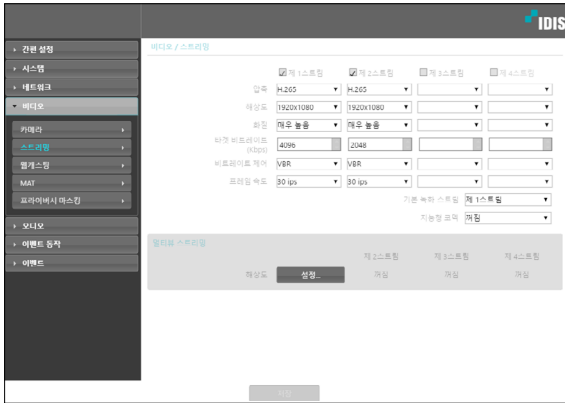 IDIS
간편 설정
시스템
네트워크
비디오
카메라
스트리밍
웹캐스팅
MAT
프라이버시 마스킹
오디오
이벤트 동작
이벤트
비디오 / 스트리밍
제 1스트림 제 2스트림 제 3스트림 제 4스트림
압축 H.265 H.265
해상도 1920x1080 1920x1080
화질 매우 높음 매우 높음
타겟 비트레이트 (Kbps) 4096 2048
비트레이트 제어 VBR VBR
프레임 속도 30 ips 30 ips
기본 녹화 스트림 제 1스트림
지능형 코덱 꺼짐
멀티뷰 스트리밍
제 2스트림 제 3스트림 제 4스트림
해상도 설정... 꺼짐 꺼짐 꺼짐
저장